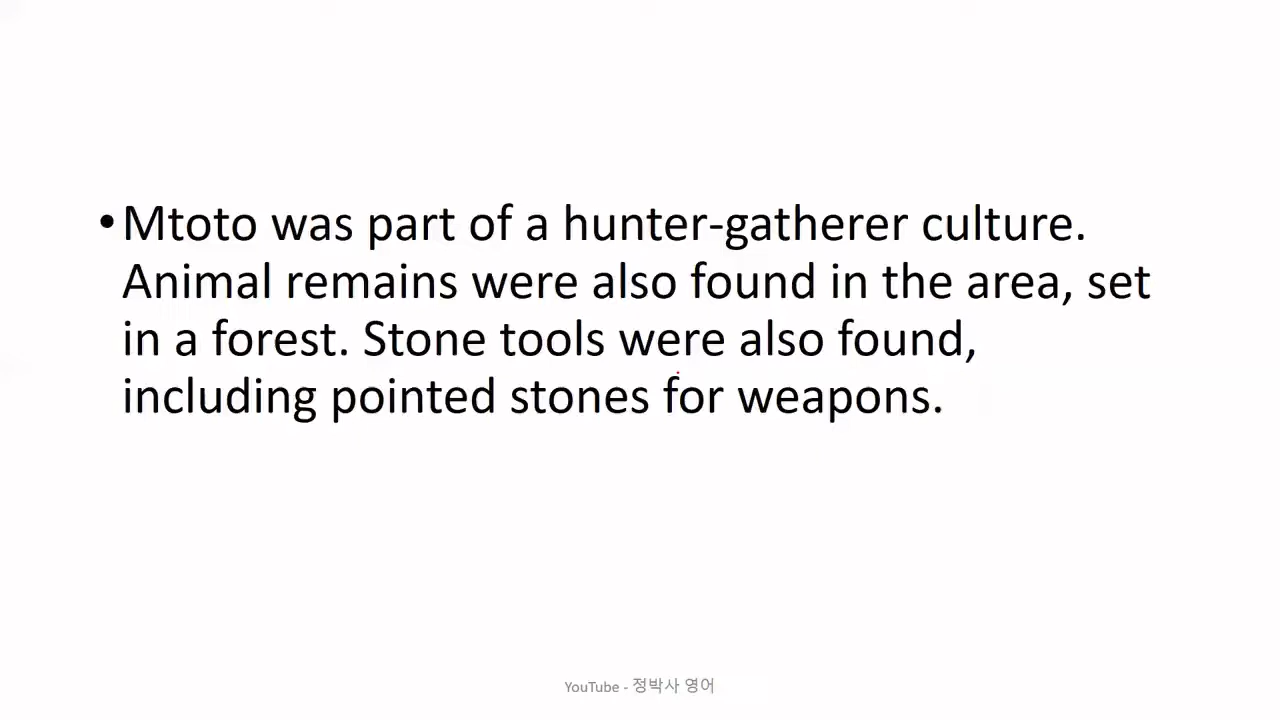 •Mtoto was part of a hunter-gatherer culture.
Animal remains were also found in the area, set
in a forest. Stone tools were also found,
including pointed stones for weapons.
YouTube - 정박사 영어